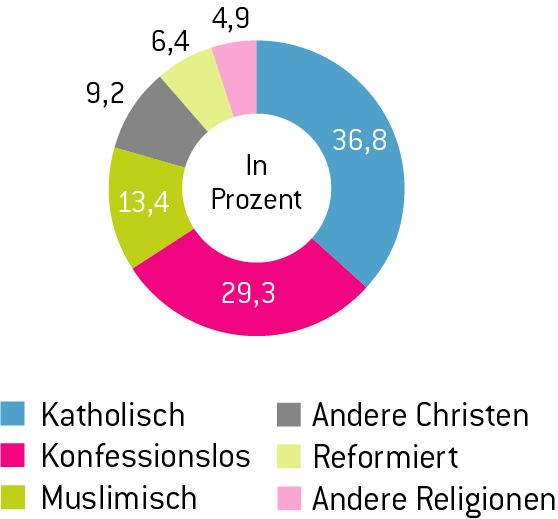 4,9
6,4
9,2
36,8
In
Prozent
13,4
29,3
Katholisch
Konfessionslos
Muslimisch
Andere Christen
Reformiert
Andere Religionen